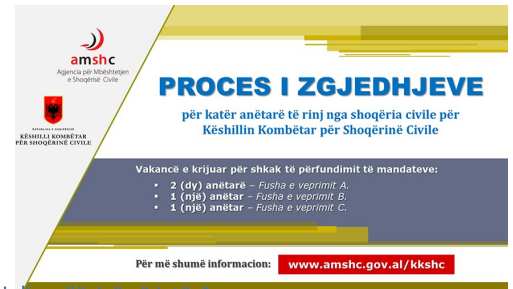 amshc
Agjencia për Mbështetjen
e Shoqërisë Civile
REPUBLIKA E SHQIPËRISË
KËSHILLI KOMBËTAR
PËR SHOQËRINË CIVILE
PROCES I ZGJEDHJEVE
për katër anëtarë të rinj nga shoqëria civile për
Këshillin Kombëtar për Shoqërinë Civile
Vakancë e krijuar për shkak të përfundimit të mandateve:
▪ 2 (dy) anëtarë – Fusha e veprimit A.
▪ 1 (një) anëtar – Fusha e veprimit B.
▪ 1 (një) anëtar – Fusha e veprimit C.
Për më shumë informacion: www.amshc.gov.al/kkshc